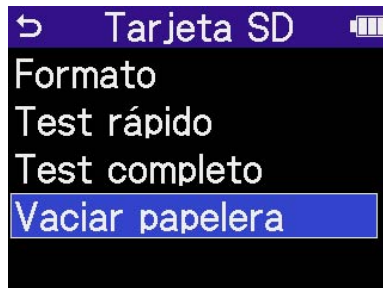 Tarjeta SD
Formato
Test rápido
Test completo
Vaciar papelera